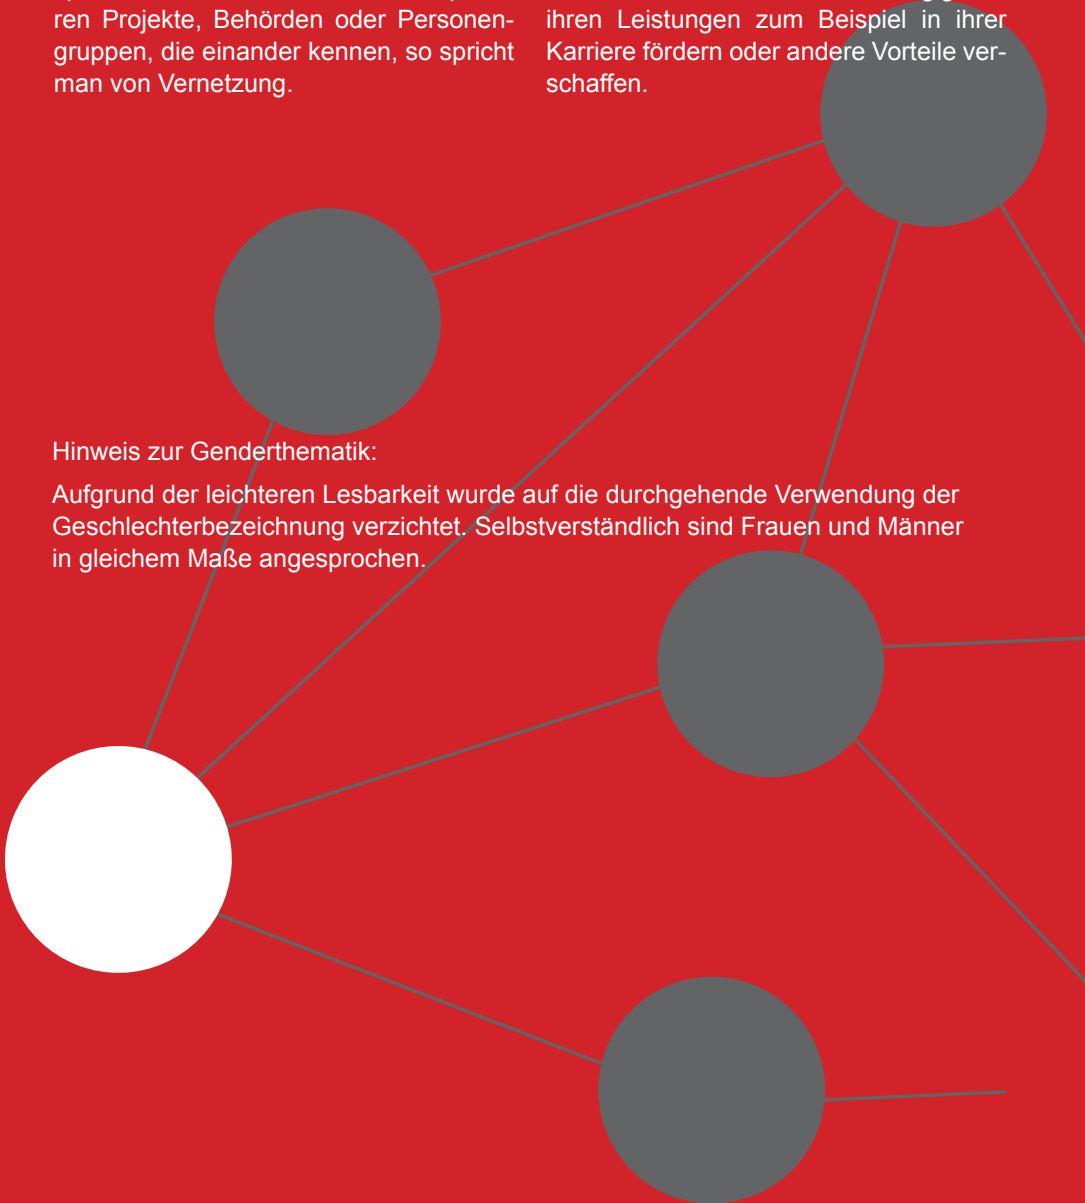 ren Projekte, Behörden oder Personen-
gruppen, die einander kennen, so spricht
man von Vernetzung.
ihren Leistungen zum Beispiel in ihrer
Karriere fördern oder andere Vorteile ver-
schaffen.
Hinweis zur Genderthematik:
Aufgrund der leichteren Lesbarkeit wurde auf die durchgehende Verwendung der
Geschlechterbezeichnung verzichtet. Selbstverständlich sind Frauen und Männer
in gleichem Maße angesprochen.